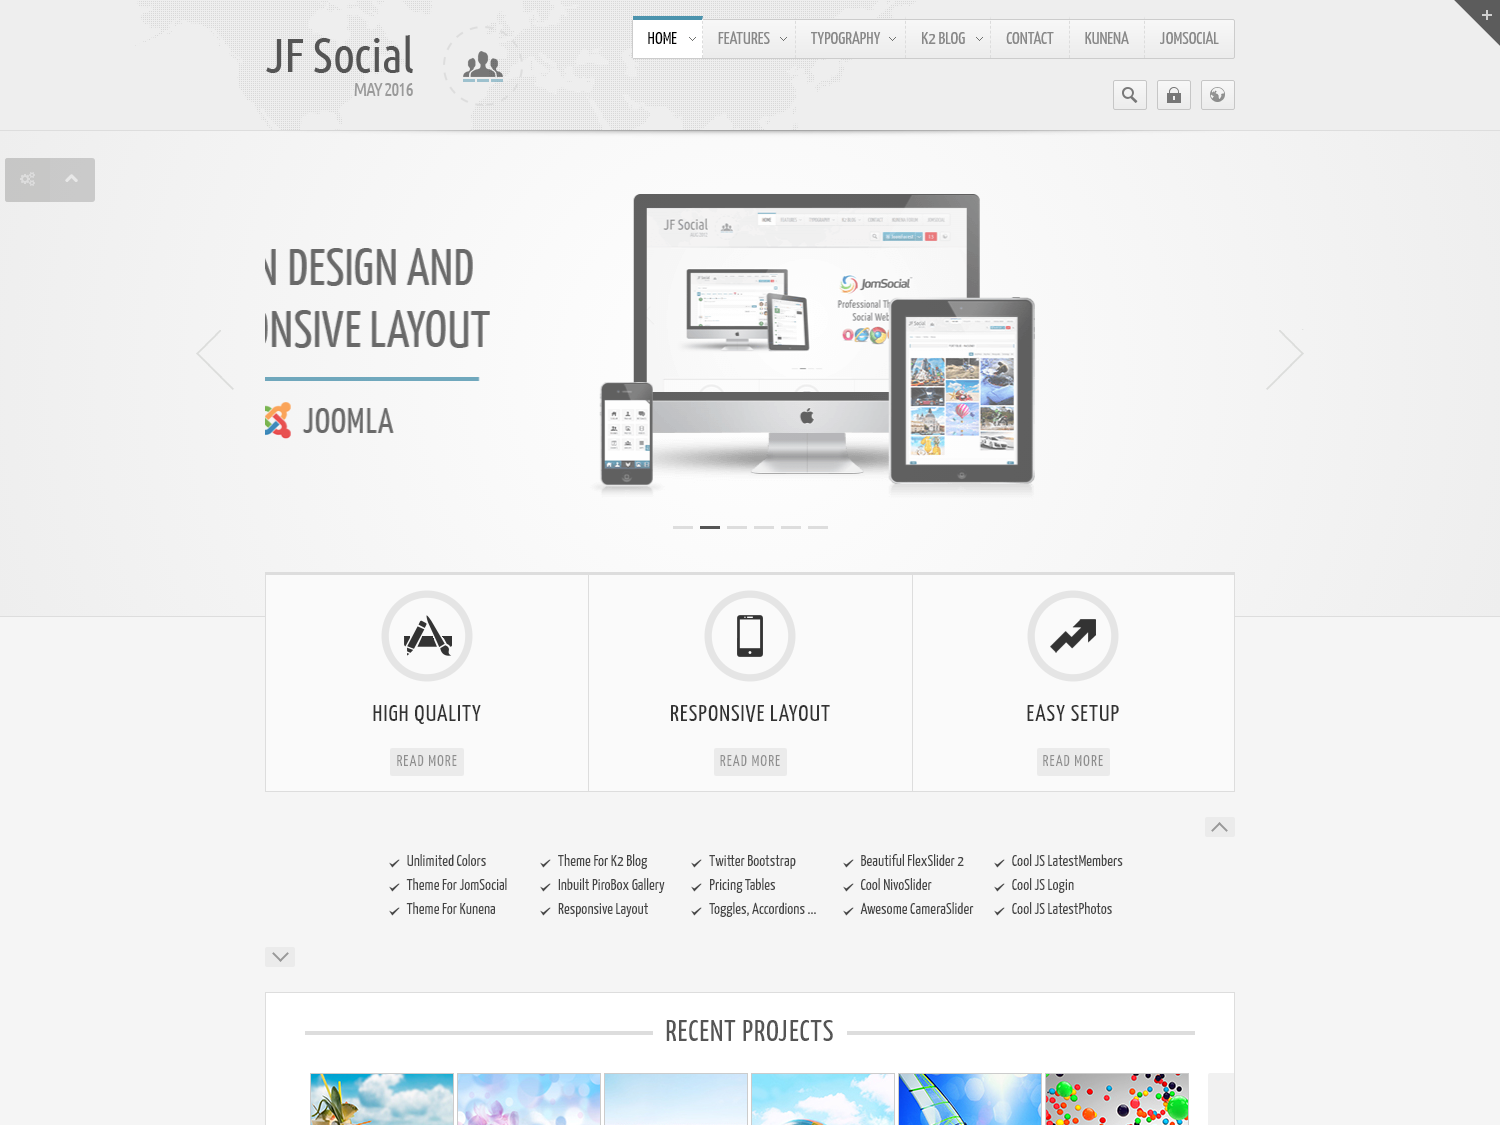 JF Social
MAY 2016
HOME
FEATURES
TYPOGRAPHY
K2 BLOG
CONTACT
KUNENA
JOMSOCIAL
N DESIGN AND
ONSIVE LAYOUT
JOOMLA
JF Social
HOME
JomSocial
Professional Th
Social Web
JF Social
HIGH QUALITY
READ MORE
RESPONSIVE LAYOUT
READ MORE
EASY SETUP
READ MORE
Unlimited Colors
Theme For JomSocial
Theme For Kunena
Theme For K2 Blog
Inbuilt PiroBox Gallery
Responsive Layout
Twitter Bootstrap
Pricing Tables
Toggles, Accordions ...
Beautiful FlexSlider 2
Cool NivoSlider
Awesome CameraSlider
Cool JS LatestMembers
Cool JS Login
Cool JS LatestPhotos
RECENT PROJECTS